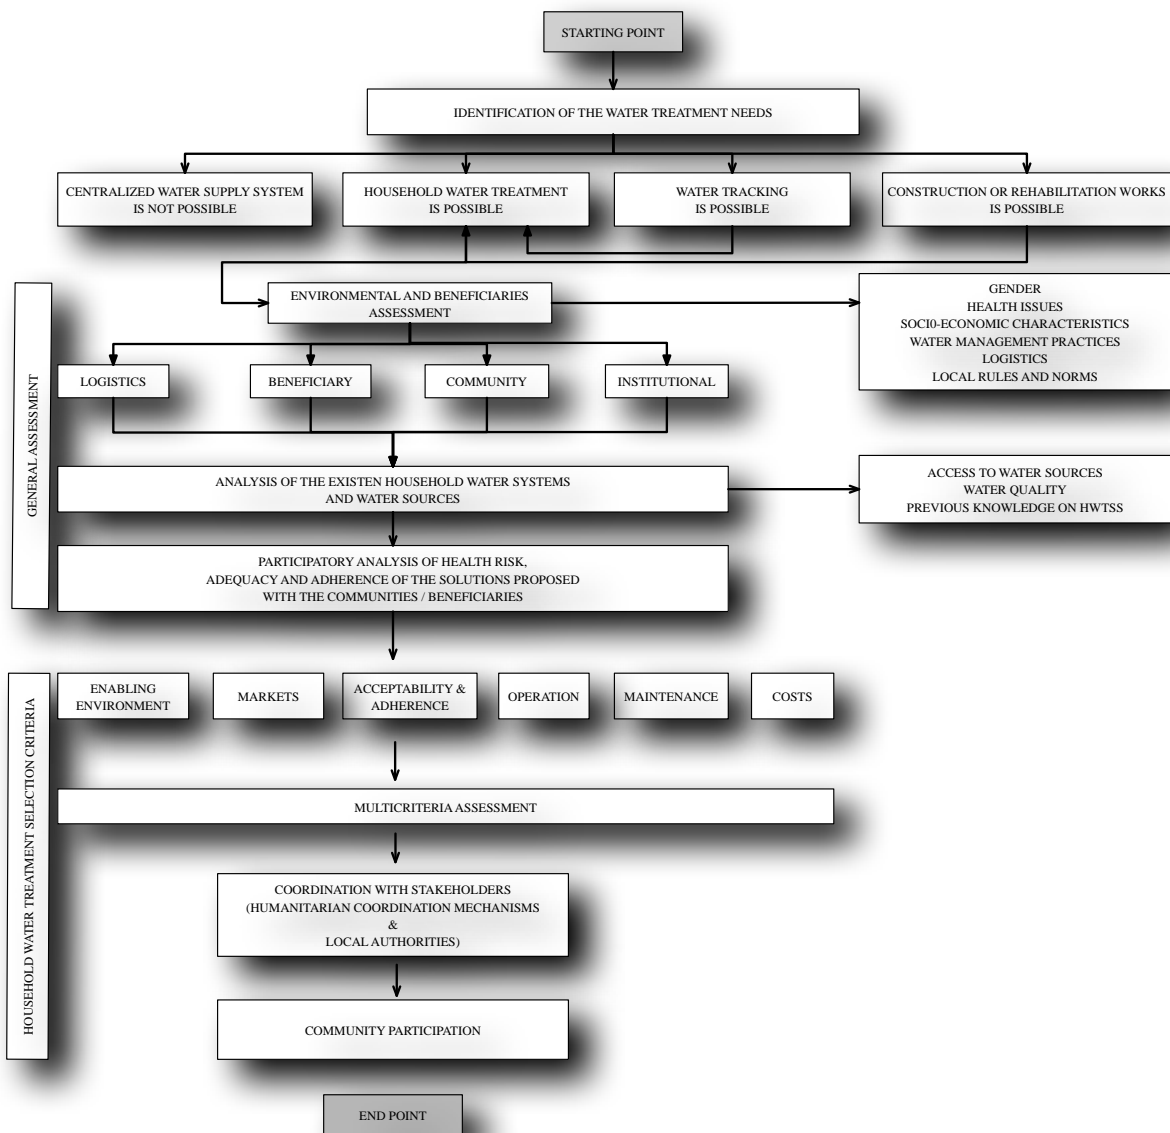 STARTING POINT
IDENTIFICATION OF THE WATER TREATMENT NEEDS
CENTRALIZED WATER SUPPLY SYSTEM
IS NOT POSSIBLE
HOUSEHOLD WATER TREATMENT
IS POSSIBLE
WATER TRACKING
IS POSSIBLE
CONSTRUCTION OR REHABILITATION WORKS
IS POSSIBLE
GENERAL ASSESSMENT
ENVIRONMENTAL AND BENEFICIARIES
ASSESSMENT
GENDER
HEALTH ISSUES
SOCI0-ECONOMIC CHARACTERISTICS
WATER MANAGEMENT PRACTICES
LOGISTICS
LOCAL RULES AND NORMS
LOGISTICS
BENEFICIARY
COMMUNITY
INSTITUTIONAL
ANALYSIS OF THE EXISTEN HOUSEHOLD WATER SYSTEMS
AND WATER SOURCES
ACCESS TO WATER SOURCES
WATER QUALITY
PREVIOUS KNOWLEDGE ON HWTSS
PARTICIPATORY ANALYSIS OF HEALTH RISK,
ADEQUACY AND ADHERENCE OF THE SOLUTIONS PROPOSED
WITH THE COMMUNITIES / BENEFICIARIES
HOUSEHOLD WATER TREATMENT SELECTION CRITERIA
ENABLING
ENVIRONMENT
MARKETS
ACCEPTABILITY &
ADHERENCE
OPERATION
MAINTENANCE
COSTS
MULTICRITERIA ASSESSMENT
COORDINATION WITH STAKEHOLDERS
(HUMANITARIAN COORDINATION MECHANISMS
&
LOCAL AUTHORITIES)
COMMUNITY PARTICIPATION
END POINT